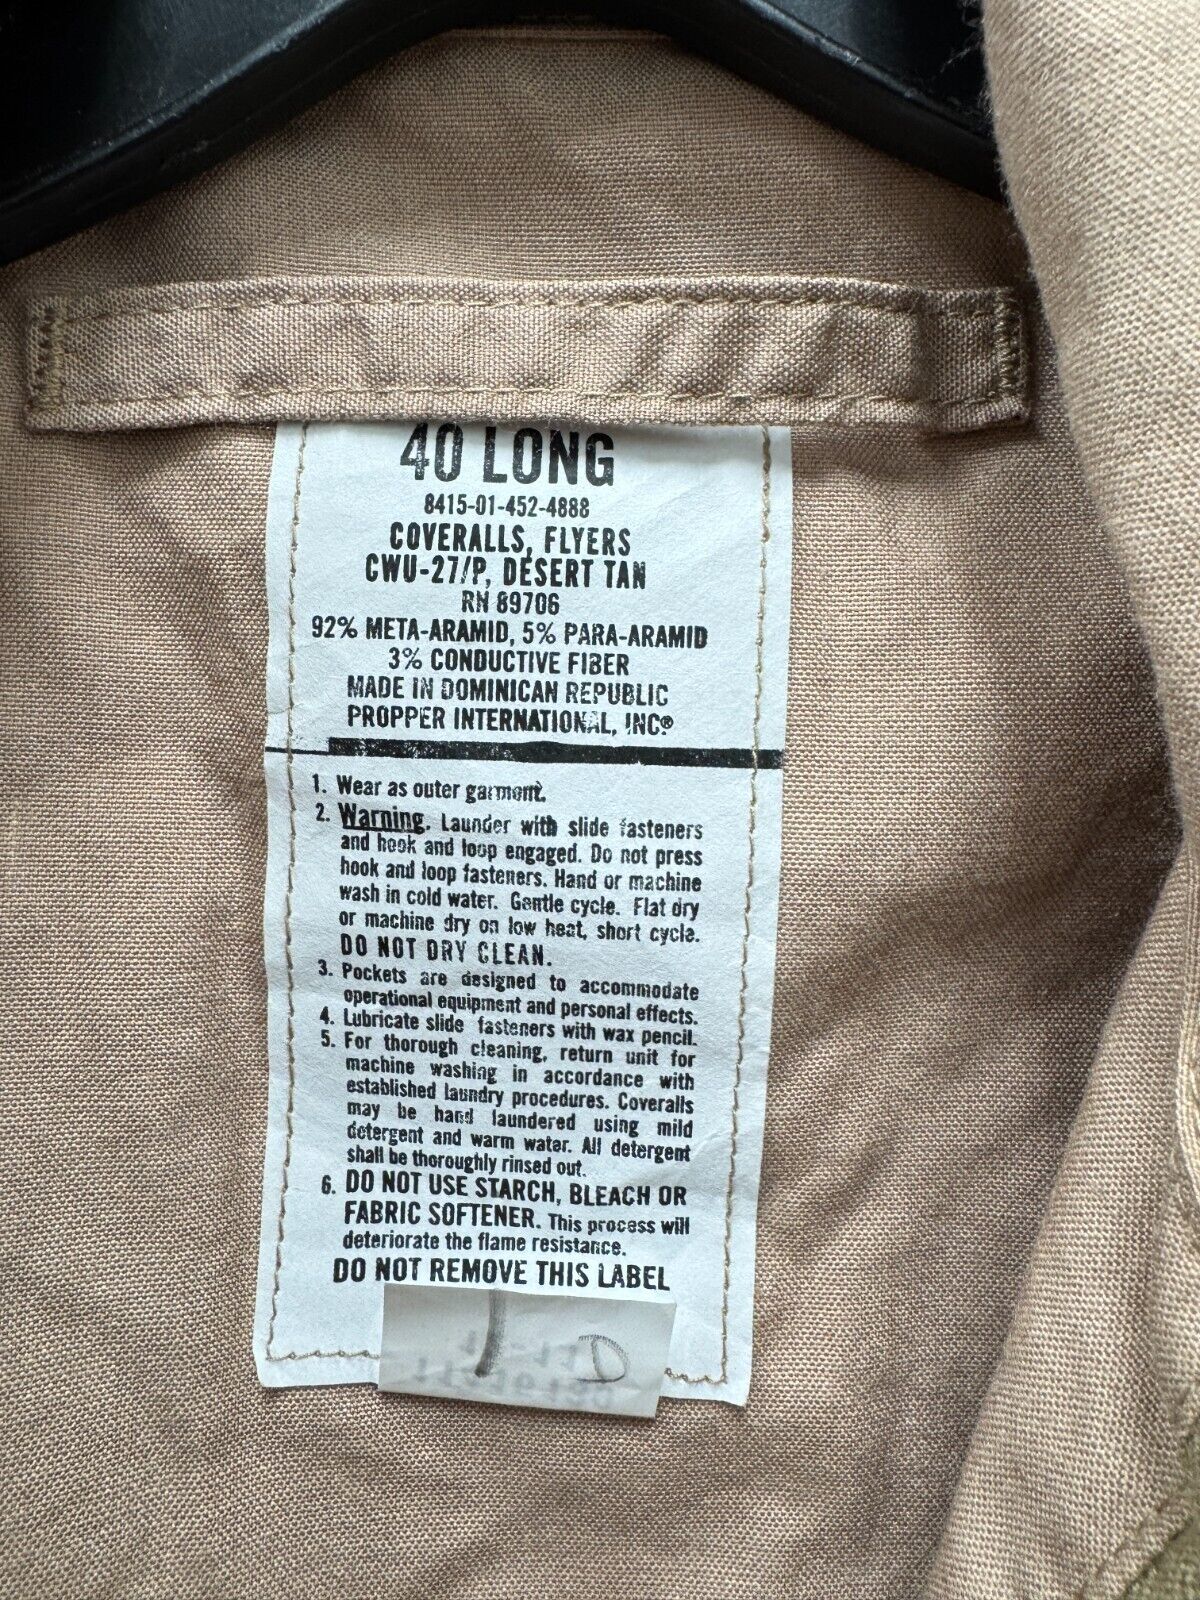 40 LONG
8415-01-452-4888
COVERALLS, FLYERS
CWU-27/P, DESERT TAN
RN 89706
92% META-ARAMID, 5% PARA-ARAMID
3% CONDUCTIVE FIBER
MADE IN DOMINICAN REPUBLIC
PROPPER INTERNATIONAL, INC®
1. Wear as outer garment.
2. Warning. Launder with slide fasteners
and hook and loop engaged. Do not press
hook and loop fasteners. Hand or machine
wash in cold water. Gentle cycle. Flat dry
or machine dry on low heat, short cycle.
DO NOT DRY CLEAN.
3. Pockets are designed to accommodate
operational equipment and personal effects.
4. Lubricate slide fasteners with wax pencil.
5. For thorough cleaning, return unit for
machine washing in accordance with
established laundry procedures. Coveralls
may be hand laundered using mild
detergent and warm water. All detergent
shall be thoroughly rinsed out.
6. DO NOT USE STARCH, BLEACH OR
FABRIC SOFTENER. This process will
deteriorate the flame resistance.
DO NOT REMOVE THIS LABEL